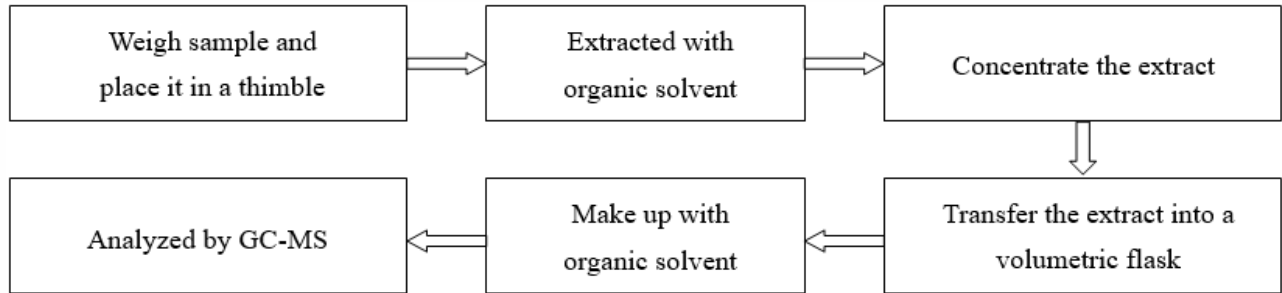 Weigh sample and
place it in a thimble
Extracted with
organic solvent
Concentrate the extract
Transfer the extract into a
volumetric flask
Make up with
organic solvent
Analyzed by GC-MS